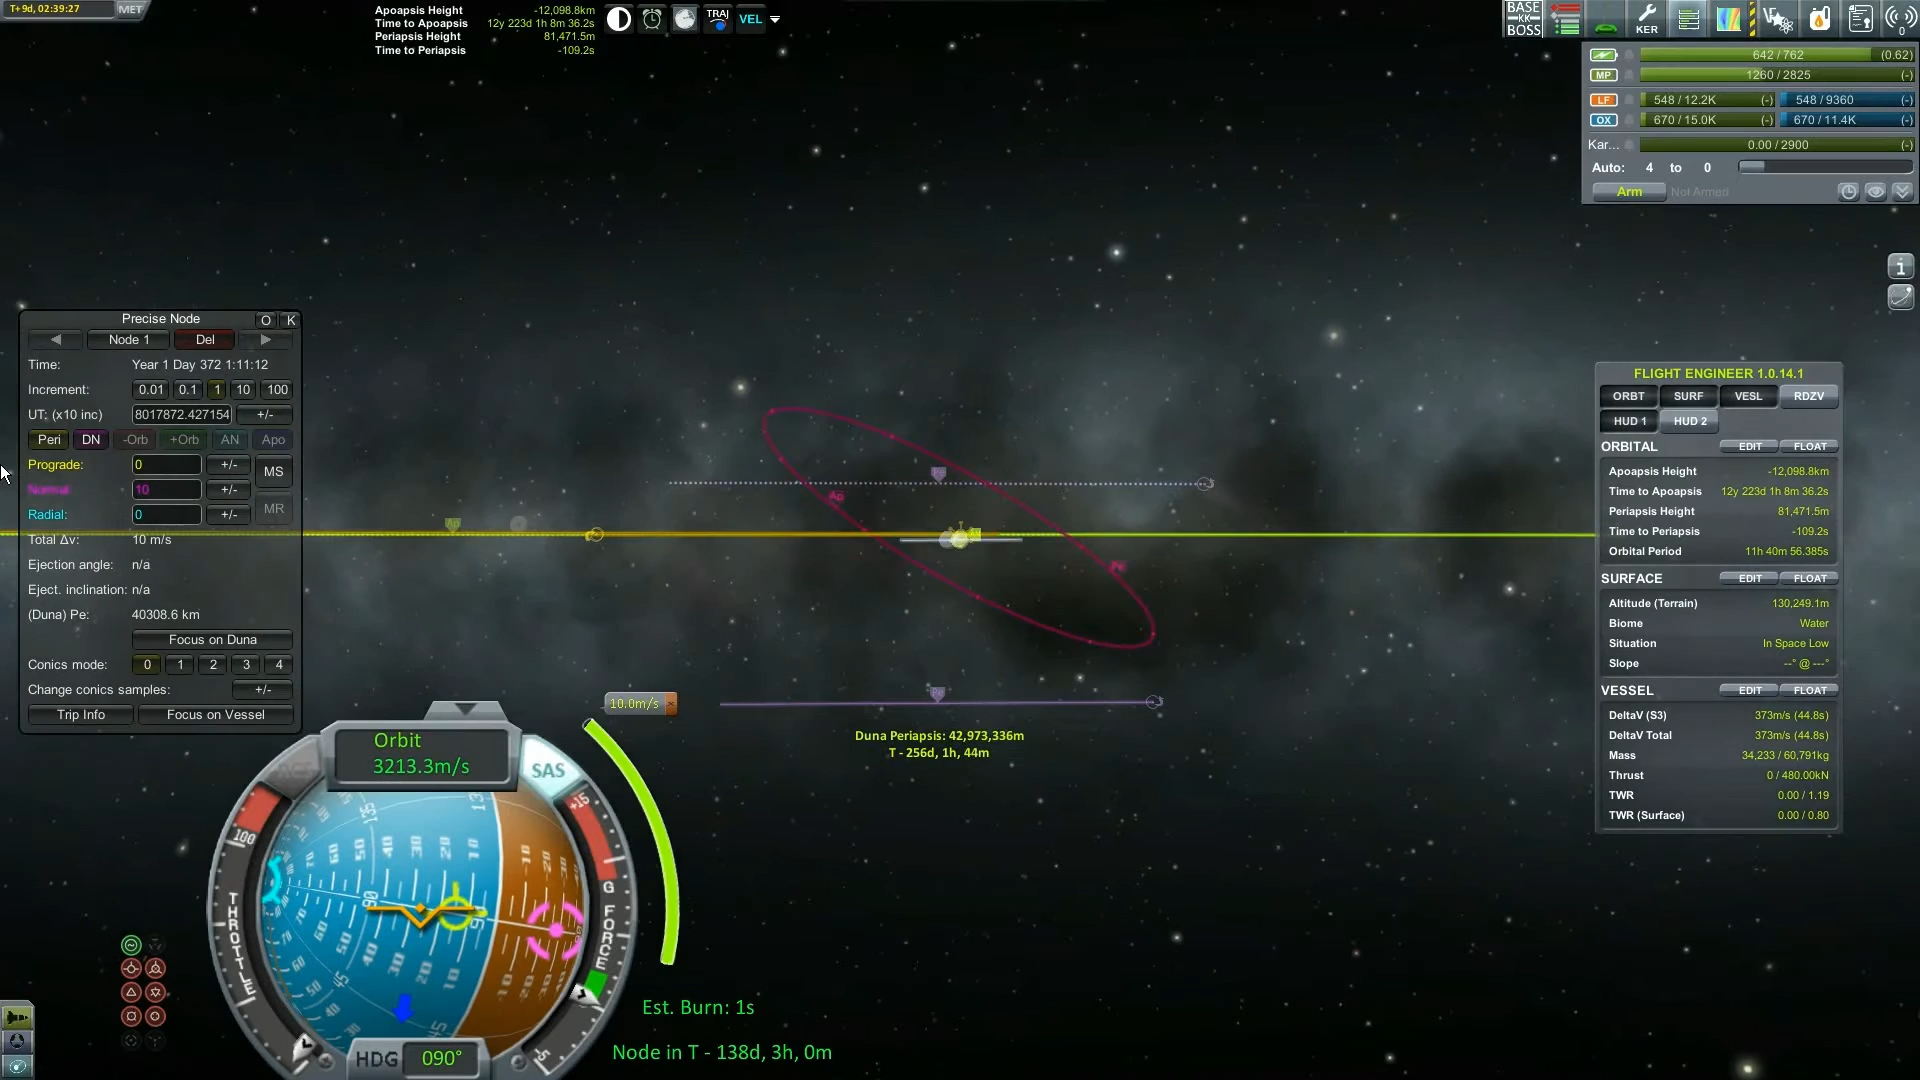 T+9d, 02:39:27 MET
Apoapsis Height -12,098.8km
Time to Apoapsis 12y 223d 1h 8m 36.2s
Periapsis Height 81,471.5m
Time to Periapsis -109.2s
TRAJ
VEL
BASE
KK
BOSS
KER
0
642 / 762 (0.62)
MP 1260 / 2825 (-)
LF 548 / 12.2K (-) 548 / 9360 (-)
OX 670 / 15.0K (-) 670 / 11.4K (-)
Kar... 0.00 / 2900 (-)
Auto: 4 to 0
Arm Not Armed
Precise Node O K
Node 1 Del
Time: Year 1 Day 372 1:11:12
Increment: 0.01 0.1 1 10 100
UT; (x10 inc) 8017872.427154 +/-
Peri DN -Orb +Orb AN Apo
Prograde: 0 +/- MS
Normal: 10 +/-
Radial: 0 +/- MR
Total Δv: 10 m/s
Ejection angle: n/a
Eject. inclination: n/a
(Duna) Pe: 40308.6 km
Focus on Duna
Conics mode: 0 1 2 3 4
Change conics samples: +/-
Trip Info Focus on Vessel
Ap
Pe
Ap
Pe
Pe
Duna Periapsis: 42,973,336m
T - 256d, 1h, 44m
FLIGHT ENGINEER 1.0.14.1
ORBT SURF VESL RDZV
HUD 1 HUD 2
ORBITAL EDIT FLOAT
Apoapsis Height -12,098.8km
Time to Apoapsis 12y 223d 1h 8m 36.2s
Periapsis Height 81,471.5m
Time to Periapsis -109.2s
Orbital Period 11h 40m 56.385s
SURFACE EDIT FLOAT
Altitude (Terrain) 130,249.1m
Biome Water
Situation In Space Low
Slope --° @ ---°
VESSEL EDIT FLOAT
DeltaV (S3) 373m/s (44.8s)
DeltaV Total 373m/s (44.8s)
Mass 34,233 / 60,791kg
Thrust 0 / 480.00kN
TWR 0.00 / 1.19
TWR (Surface) 0.00 / 0.80
10.0m/s
Orbit
3213.3m/s
SAS
100
THROTTLE
+15
G FORCE
-5
HDG 090°
Est. Burn: 1s
Node in T - 138d, 3h, 0m